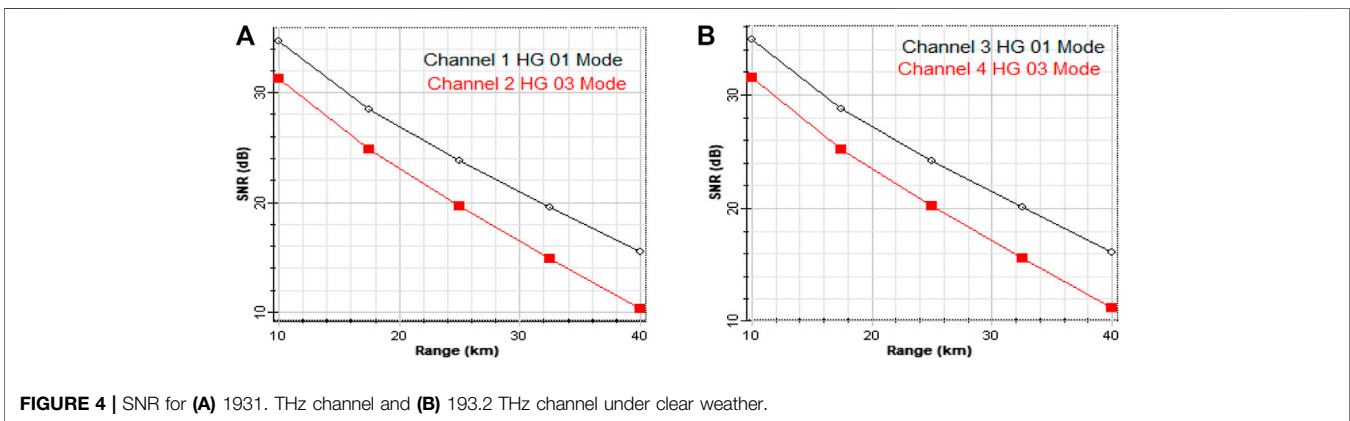 A
Channel 1 HG 01 Mode
Channel 2 HG 03 Mode
SNR (dB)
30
20
10
10 20 30 40
Range (km)
B
Channel 3 HG 01 Mode
Channel 4 HG 03 Mode
SNR (dB)
30
20
10
10 20 30 40
Range (km)
FIGURE 4 | SNR for (A) 1931. THz channel and (B) 193.2 THz channel under clear weather.